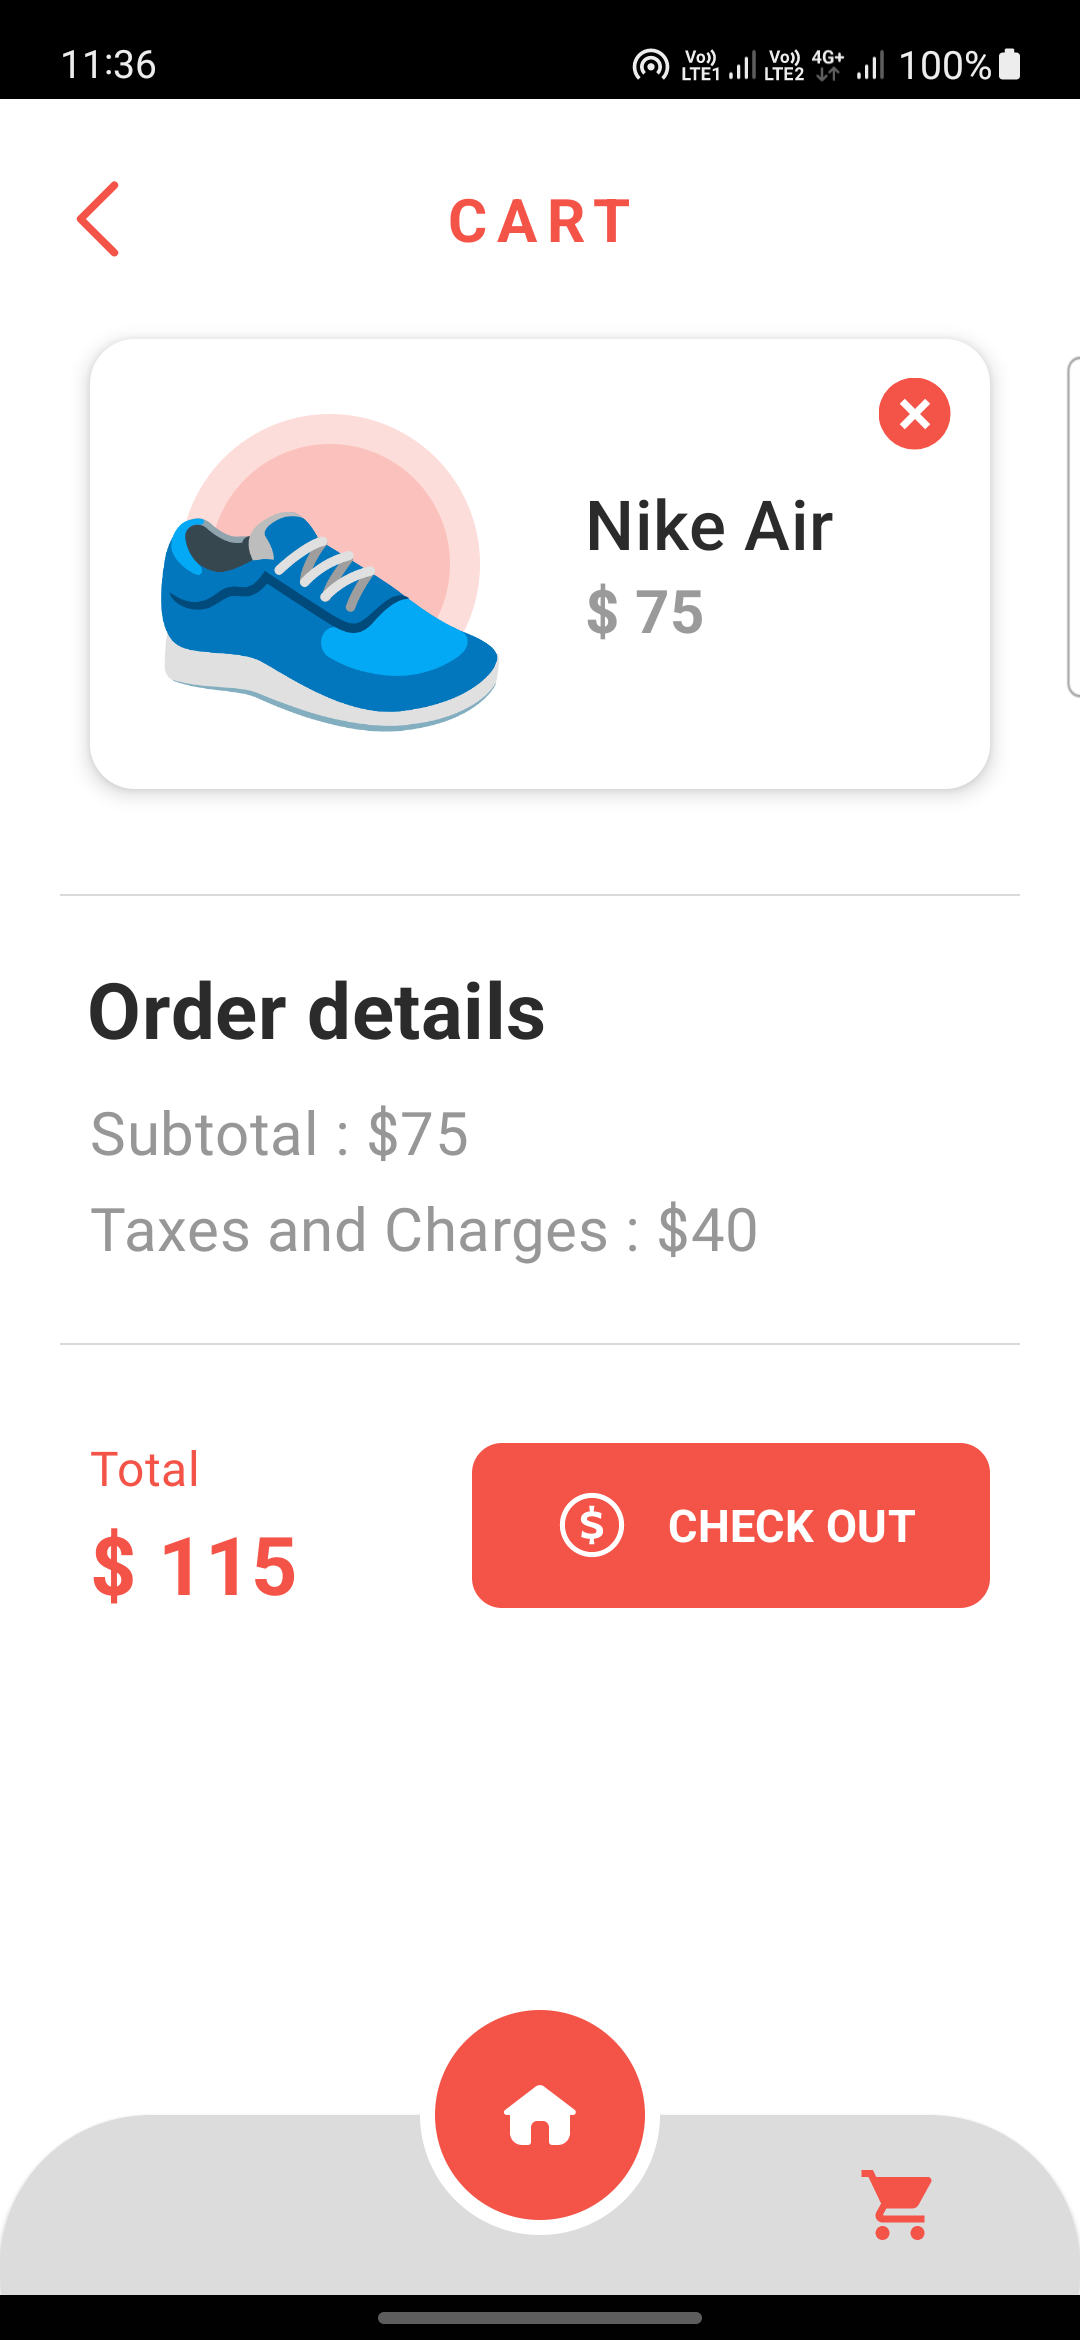 11:36 Vo)) LTE1 Vo)) LTE2 4G+ 100%
CART
Nike Air
$ 75
Order details
Subtotal : $75
Taxes and Charges : $40
Total
$ 115
$ CHECK OUT